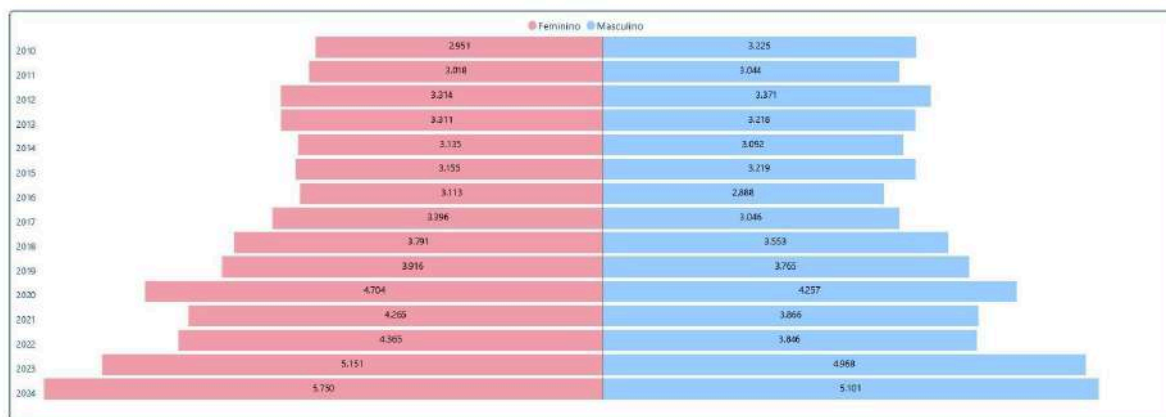 Feminino Masculino
2010 2.951 3.225
2011 3.018 3.044
2012 3.314 3.371
2013 3.311 3.218
2014 3.135 3.092
2015 3.155 3.219
2016 3.113 2.888
2017 3.396 3.046
2018 3.791 3.553
2019 3.916 3.765
2020 4.704 4.257
2021 4.265 3.866
2022 4.365 3.846
2023 5.151 4.968
2024 5.750 5.101